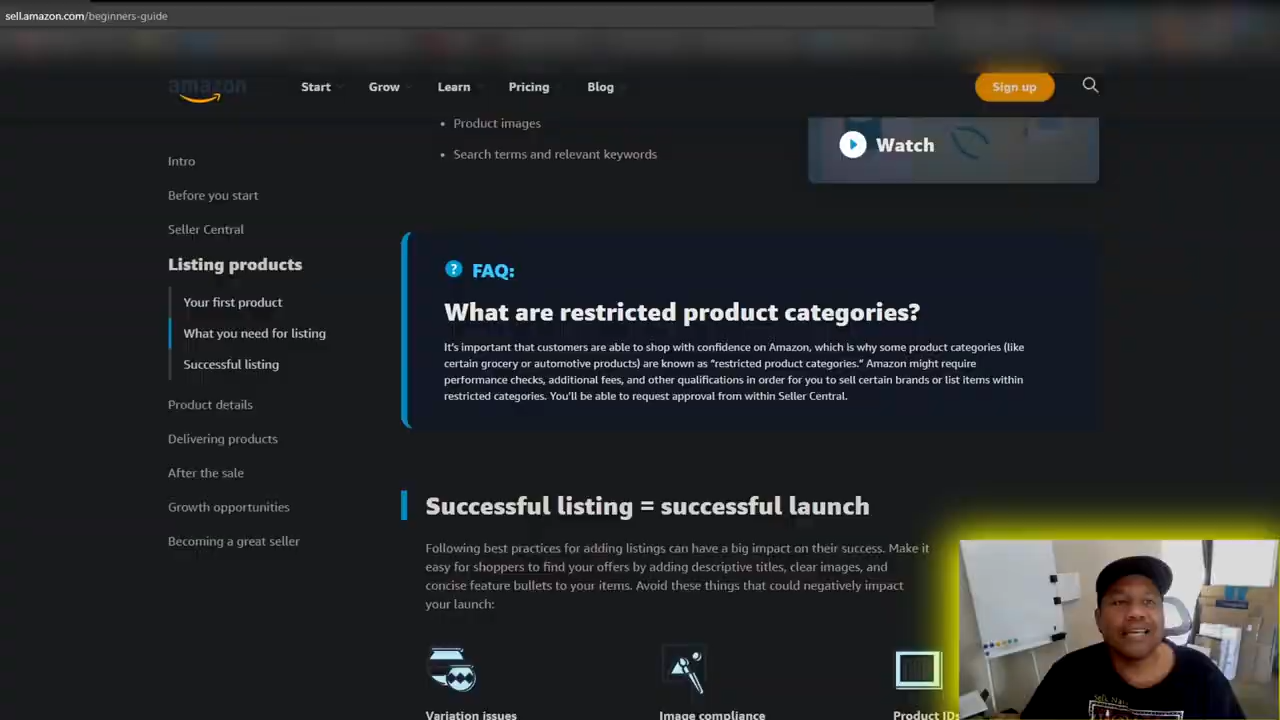 sell.amazon.com/beginners-guide
amazon
Start
Grow
Learn
Pricing
Blog
Sign up
Product images
Search terms and relevant keywords
Watch
Intro
Before you start
Seller Central
Listing products
Your first product
What you need for listing
Successful listing
Product details
Delivering products
After the sale
Growth opportunities
Becoming a great seller
? FAQ:
What are restricted product categories?
It's important that customers are able to shop with confidence on Amazon, which is why some product categories (like
certain grocery or automotive products) are known as “restricted product categories.“ Amazon might require
performance checks, additional fees, and other qualifications in order for you to sell certain brands or list items within
restricted categories. You'll be able to request approval from within Seller Central.
Successful listing = successful launch
Following best practices for adding listings can have a big impact on their success. Make it
easy for shoppers to find your offers by adding descriptive titles, clear images, and
concise feature bullets to your items. Avoid these things that could negatively impact
your launch:
Variation issues
Image compliance
Product IDs